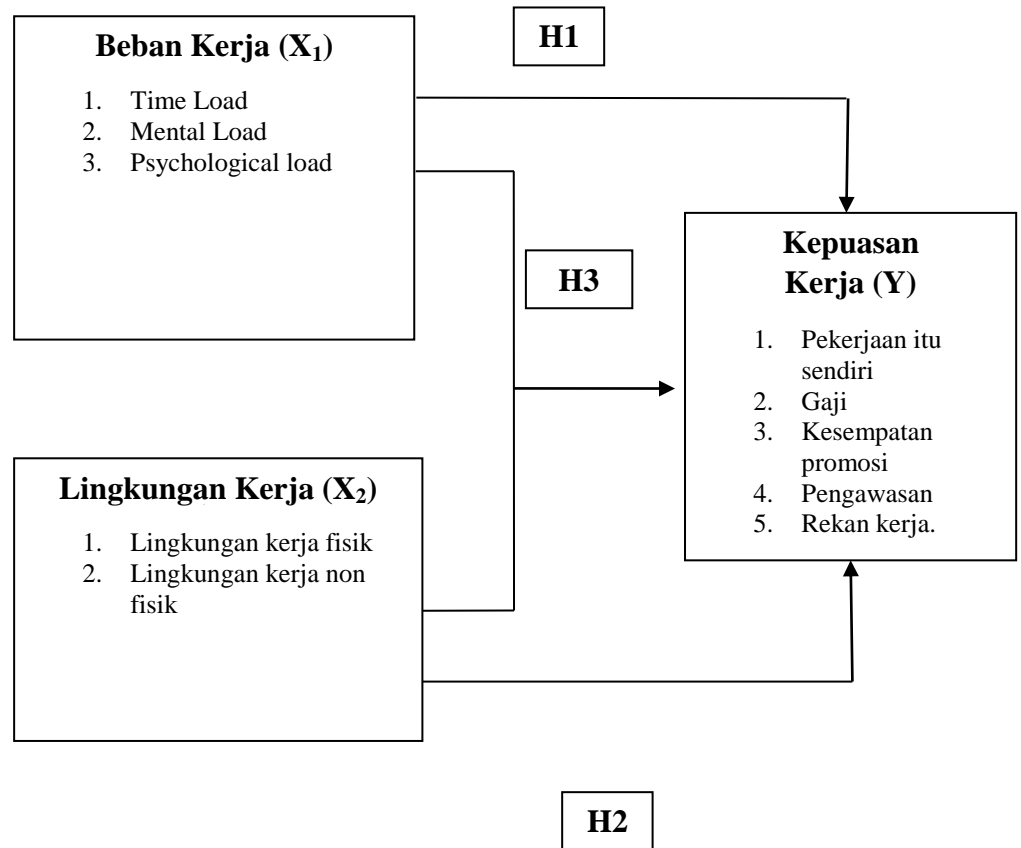 H1
Beban Kerja (X₁)
1. Time Load
2. Mental Load
3. Psychological load
H3
Kepuasan
Kerja (Y)
1. Pekerjaan itu
sendiri
2. Gaji
3. Kesempatan
promosi
4. Pengawasan
5. Rekan kerja.
Lingkungan Kerja (X₂)
1. Lingkungan kerja fisik
2. Lingkungan kerja non
fisik
H2